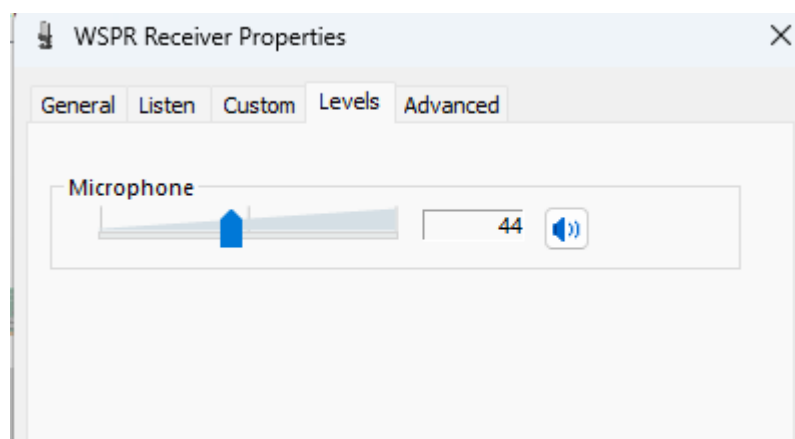 WSPR Receiver Properties
General Listen Custom Levels Advanced
Microphone
44